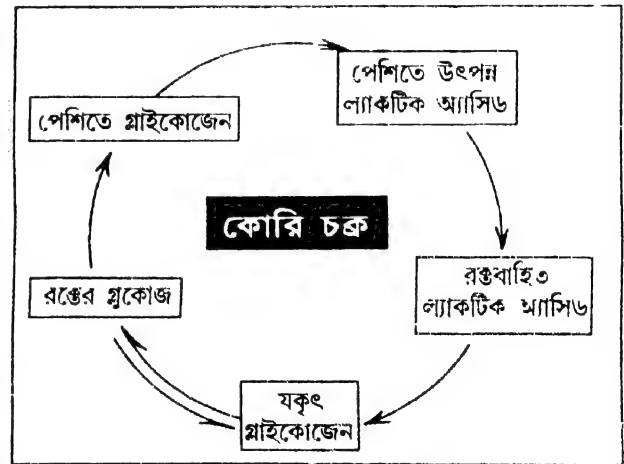 পেশিতে উৎপন্ন
ল্যাকটিক অ্যাসিড
পেশিতে গ্লাইকোজেন
কোরি চক্র
রক্তের গ্লুকোজ
রক্তবাহিত
ল্যাকটিক অ্যাসিড
যকৃৎ
গ্লাইকোজেন